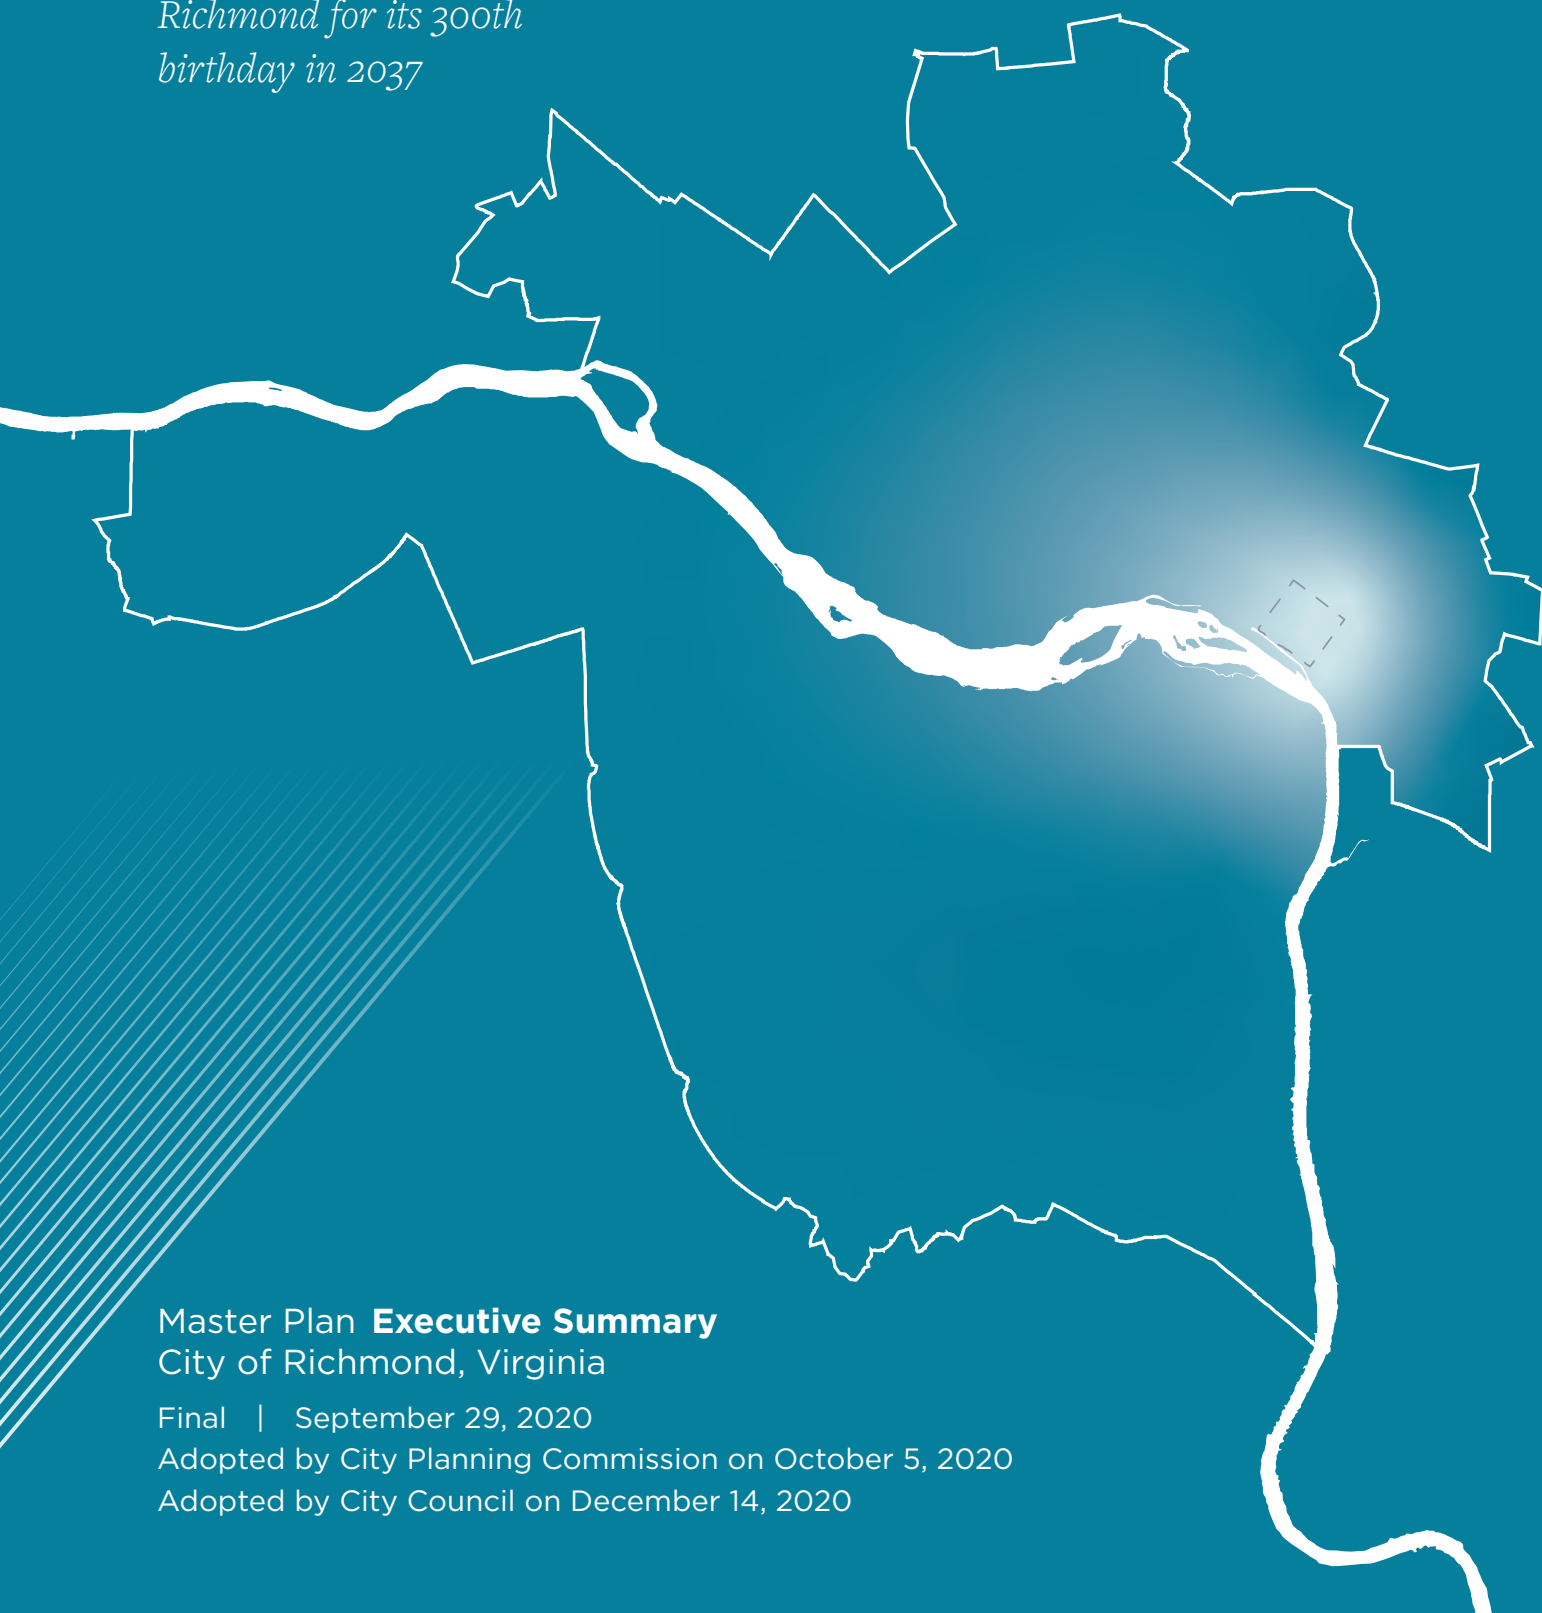 Richmond for its 300th
birthday in 2037
Master Plan Executive Summary
City of Richmond, Virginia
Final | September 29, 2020
Adopted by City Planning Commission on October 5, 2020
Adopted by City Council on December 14, 2020